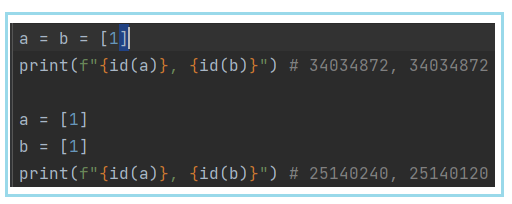 a = b = [1]
print(f"{id(a)}, {id(b)}") # 34034872, 34034872
a = [1]
b = [1]
print(f"{id(a)}, {id(b)}") # 25140240, 25140120